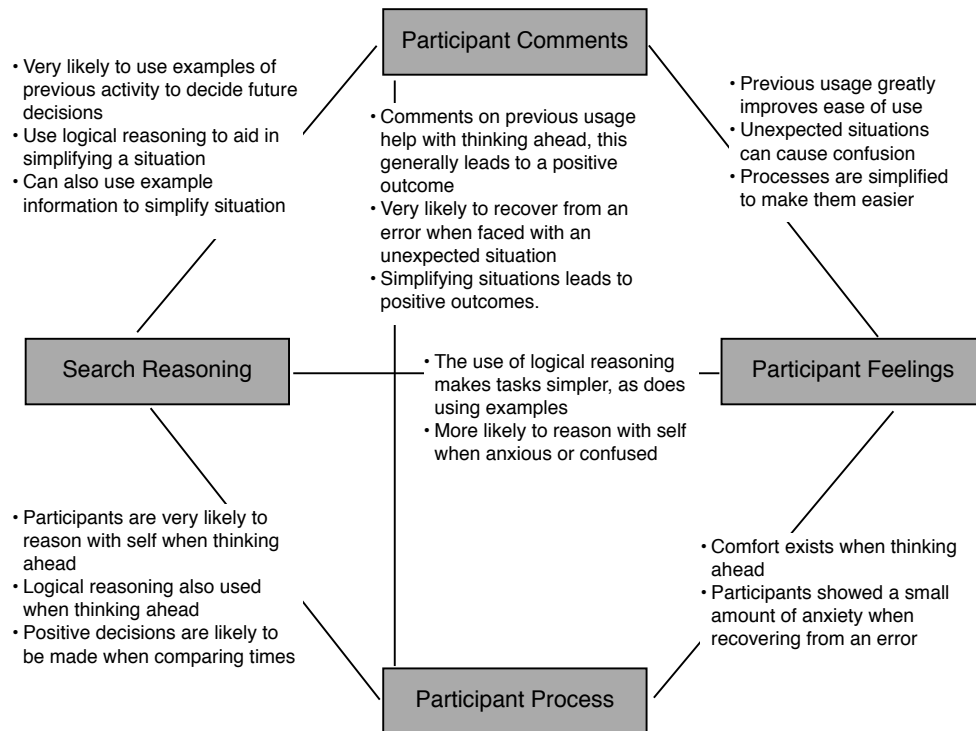 Participant Comments
• Very likely to use examples of
previous activity to decide future
decisions
• Use logical reasoning to aid in
simplifying a situation
• Can also use example
information to simplify situation
• Comments on previous usage
help with thinking ahead, this
generally leads to a positive
outcome
• Very likely to recover from an
error when faced with an
unexpected situation
• Simplifying situations leads to
positive outcomes.
• Previous usage greatly
improves ease of use
• Unexpected situations
can cause confusion
• Processes are simplified
to make them easier
Search Reasoning
• The use of logical reasoning
makes tasks simpler, as does
using examples
• More likely to reason with self
when anxious or confused
Participant Feelings
• Participants are very likely to
reason with self when thinking
ahead
• Logical reasoning also used
when thinking ahead
• Positive decisions are likely to
be made when comparing times
• Comfort exists when thinking
ahead
• Participants showed a small
amount of anxiety when
recovering from an error
Participant Process